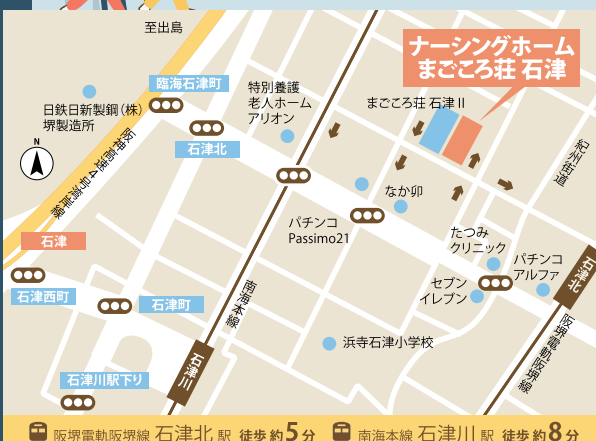 至出島
ナーシングホーム
まごころ荘 石津
臨海石津町
特別養護
老人ホーム
アリオン
まごころ荘 石津Ⅱ
日鉄日新製鋼(株)
堺製造所
石津北
阪神高速4号湾岸線
N
紀州街道
なか卯
パチンコ
Passimo21
石津
たつみ
クリニック
パチンコ
アルファ
石津北
石津西町
石津町
南海本線
セブン
イレブン
阪堺電軌阪堺線
石津川
浜寺石津小学校
石津川駅下り
阪堺電軌阪堺線 石津北 駅 徒歩 約5分 南海本線 石津川 駅 徒歩 約8分